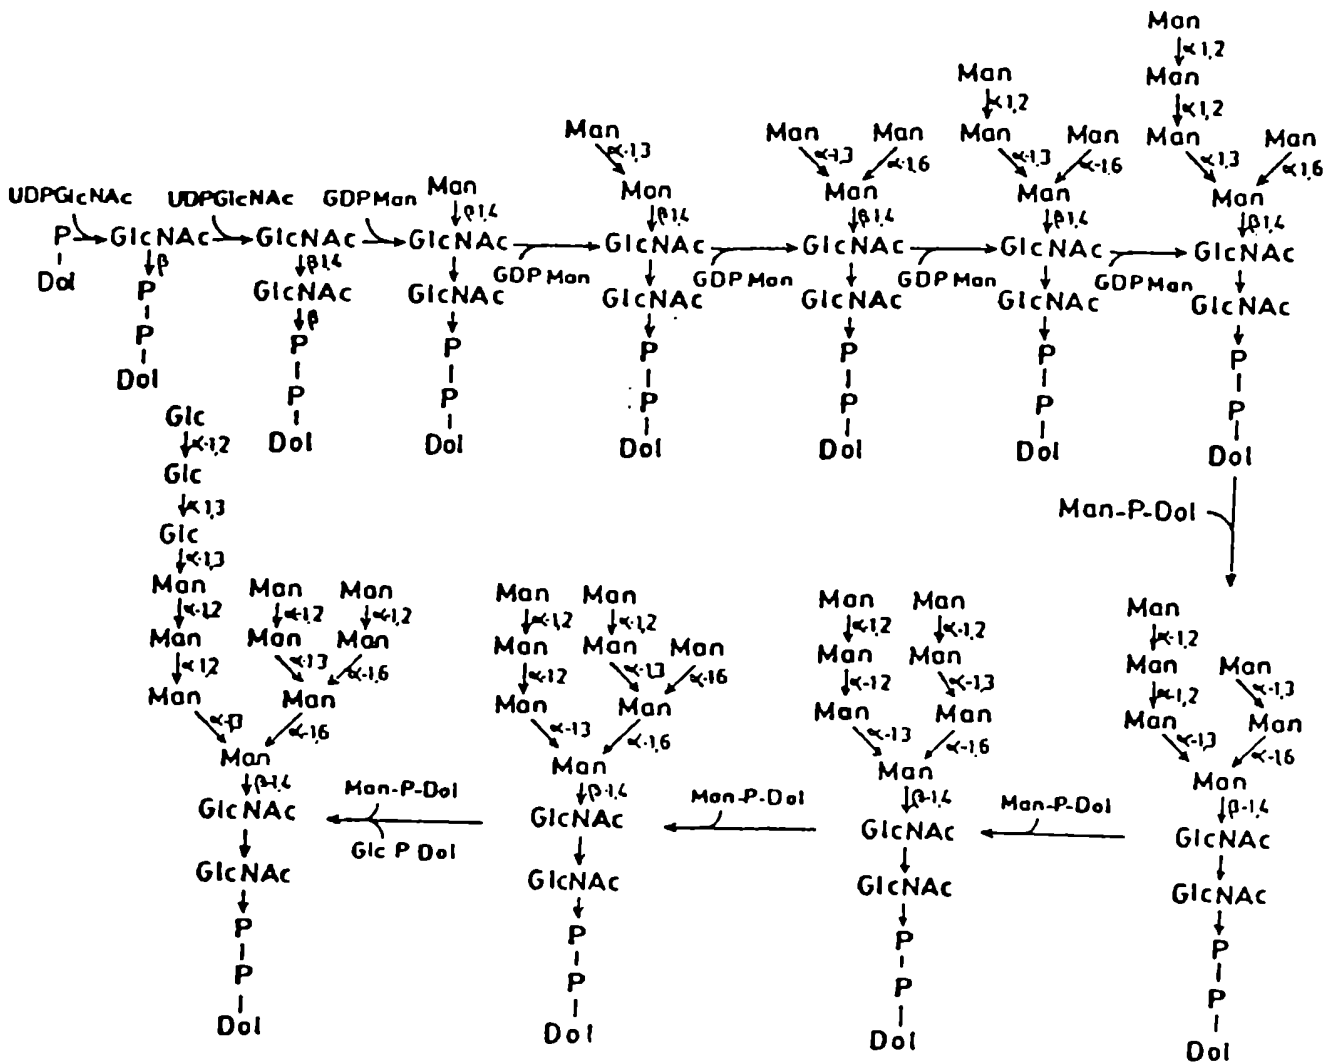 UDPGlcNAc
P
Dol
GlcNAc
β
P
P
Dol
UDPGlcNAc
GlcNAc
β1,4
GlcNAc
β
P
P
Dol
GDPMan
Man
β1,4
GlcNAc
GlcNAc
P
P
Dol
GDPMan
Man
α-1,3
Man
β1,4
GlcNAc
GlcNAc
P
P
Dol
GDPMan
Man Man
α-1,3 α-1,6
Man
β1,4
GlcNAc
GlcNAc
P
P
Dol
GDPMan
Man
α1,2
Man Man
α-1,3 α-1,6
Man
β1,4
GlcNAc
GlcNAc
P
P
Dol
GDPMan
Man
α1,2
Man
α1,2
Man Man
α1,3 α1,6
Man
β1,4
GlcNAc
GlcNAc
P
P
Dol
Man-P-Dol
Man
α-1,2
Man Man
α-1,2 α-1,3
Man Man
α-1,3 α-1,6
Man
β-1,4
GlcNAc
GlcNAc
P
P
Dol
Man-P-Dol
Man Man
α-1,2 α-1,2
Man Man
α-1,2 α-1,3
Man Man
α-1,3 α-1,6
Man
β-1,4
GlcNAc
GlcNAc
P
P
Dol
Man-P-Dol
Man Man
α-1,2 α-1,2
Man Man Man
α-1,2 α-1,3 α-1,6
Man Man
α-1,3 α-1,6
Man
β-1,4
GlcNAc
GlcNAc
P
P
Dol
Man-P-Dol
Glc P Dol
Glc
α-1,2
Glc
α-1,3
Glc
α-1,3
Man Man Man
α-1,2 α-1,2 α-1,2
Man Man Man
α-1,2 α-1,3 α-1,6
Man Man
α-1,3 α-1,6
Man
β-1,4
GlcNAc
GlcNAc
P
P
Dol